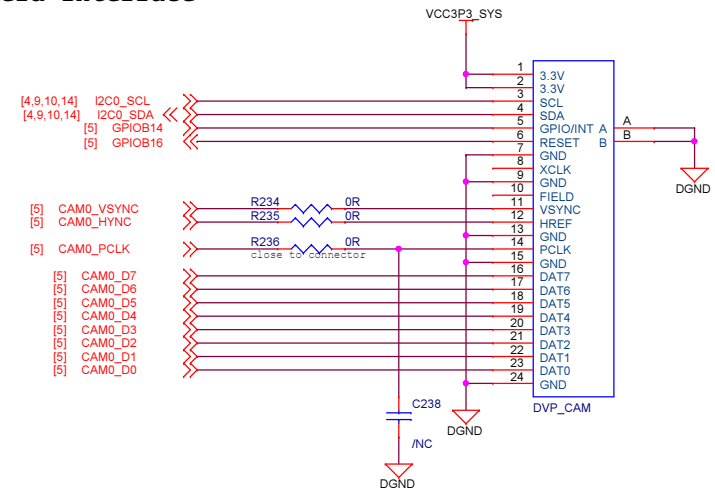 VCC3P3_SYS
1 3.3V
2 3.3V
[4,9,10,14] I2C0_SCL 3 SCL
[4,9,10,14] I2C0_SDA 4 SDA
[5] GPIOB14 5 GPIO/INT A A
[5] GPIOB16 6 RESET B B
7 GND
8 XCLK
9 GND
DGND
10 FIELD
[5] CAM0_VSYNC R234 0R 11 VSYNC
[5] CAM0_HYNC R235 0R 12 HREF
13 GND
[5] CAM0_PCLK R236 0R 14 PCLK
close to connector
15 GND
[5] CAM0_D7 16 DAT7
[5] CAM0_D6 17 DAT6
[5] CAM0_D5 18 DAT5
[5] CAM0_D4 19 DAT4
[5] CAM0_D3 20 DAT3
[5] CAM0_D2 21 DAT2
[5] CAM0_D1 22 DAT1
[5] CAM0_D0 23 DAT0
24 GND
C238
DVP_CAM
DGND
/NC
DGND